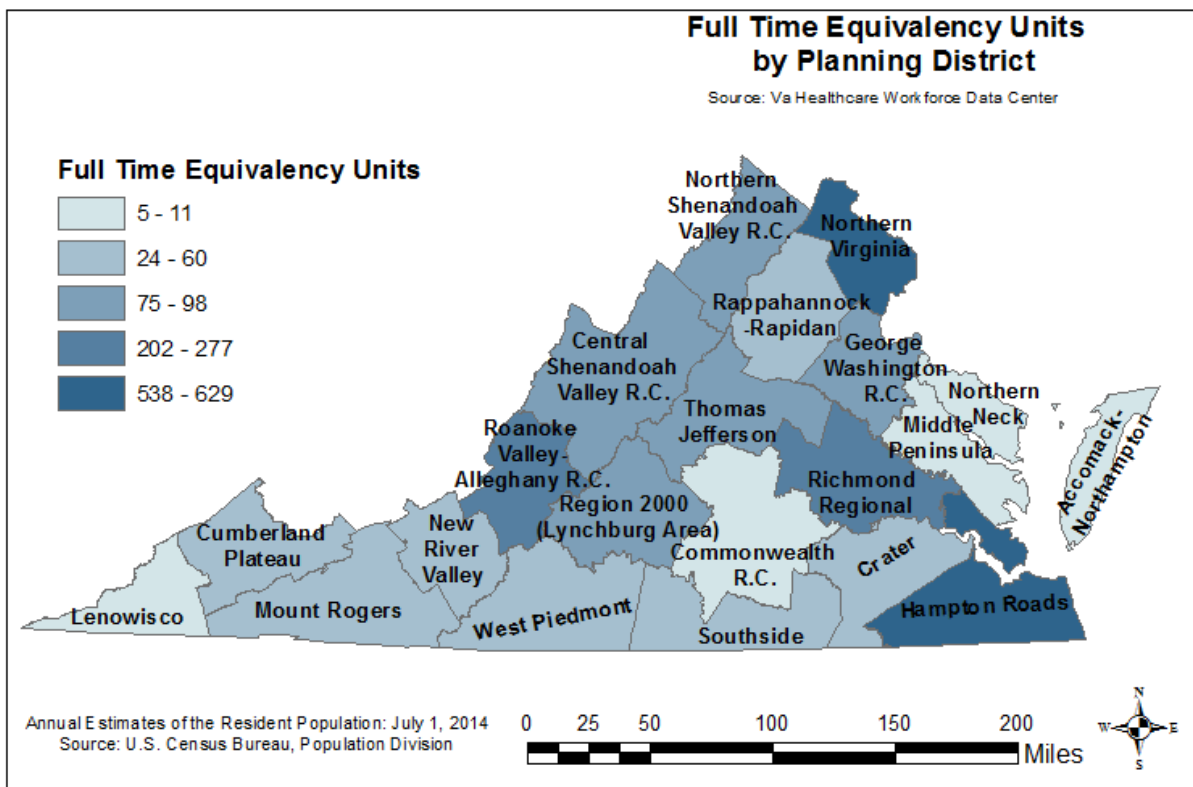 Full Time Equivalency Units
by Planning District
Source: Va Healthcare Workforce Data Center
Full Time Equivalency Units
5 - 11
24 - 60
75 - 98
202 - 277
538 - 629
Northern
Shenandoah
Valley R.C.
Northern
Virginia
Rappahannock
-Rapidan
Central
Shenandoah
Valley R.C.
George
Washington
R.C.
Northern
Neck
Middle
Peninsula
Accomack-
Northampton
Thomas
Jefferson
Roanoke
Valley-
Alleghany R.C.
Richmond
Regional
Region 2000
(Lynchburg Area)
Commonwealth
R.C.
New
River
Valley
Cumberland
Plateau
Crater
Lenowisco
Mount Rogers
West Piedmont
Southside
Hampton Roads
Annual Estimates of the Resident Population: July 1, 2014
Source: U.S. Census Bureau, Population Division
0 25 50 100 150 200
Miles
N
W E
S